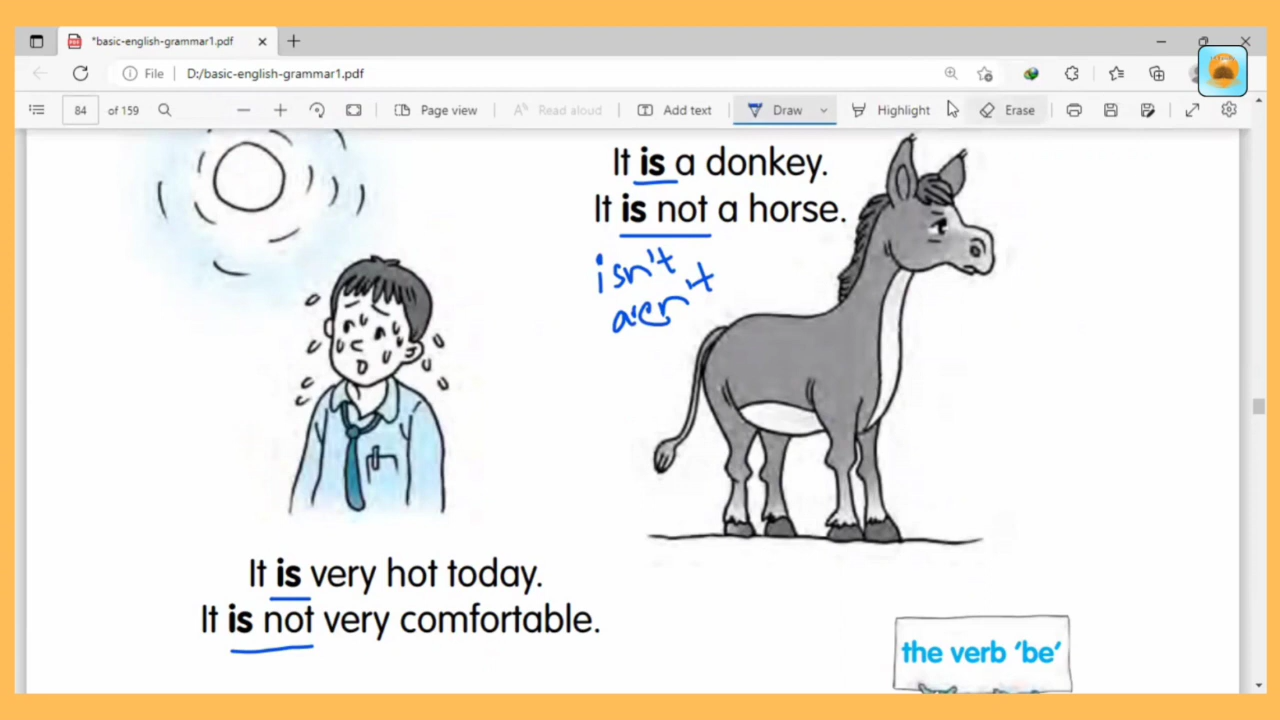 *basic-english-grammar1.pdf
File D:/basic-english-grammar1.pdf
84 of 159 Page view Read aloud Add text Draw Highlight Erase
It is a donkey.
It is not a horse.
isn't
aren't
It is very hot today.
It is not very comfortable.
the verb ‘be’